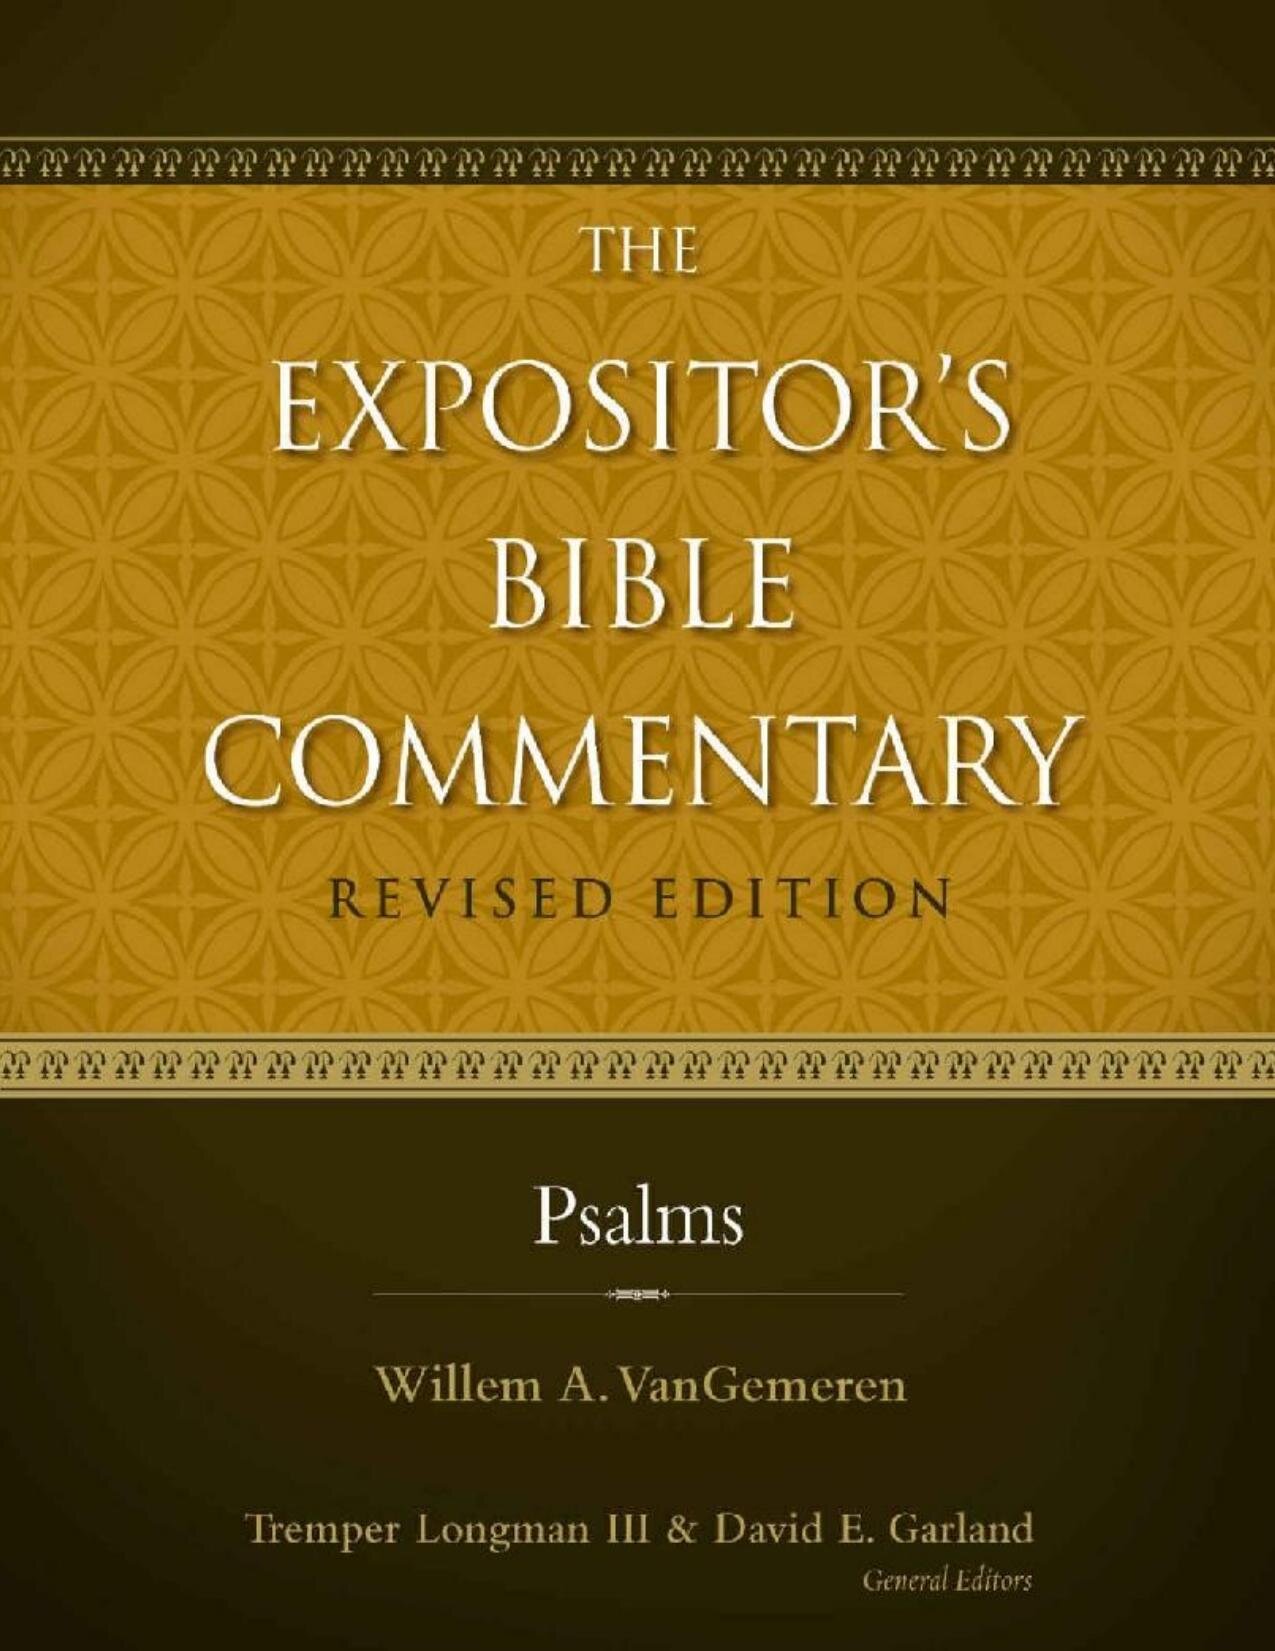 THE
EXPOSITOR'S
BIBLE
COMMENTARY
REVISED EDITION
Psalms
Willem A. VanGemeren
Tremper Longman III & David E. Garland
General Editors